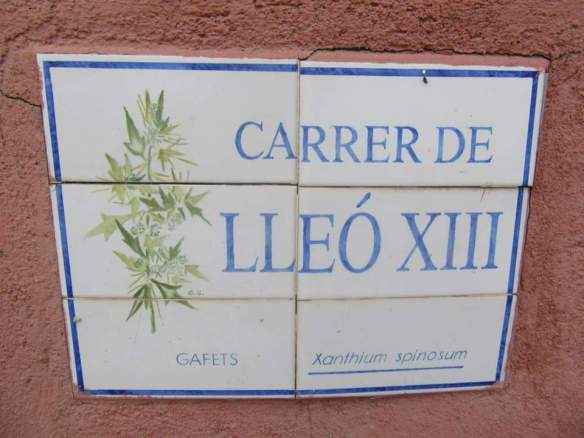 CARRER DE
LLEÓ XIII
GAFETS
Xanthium spinosum